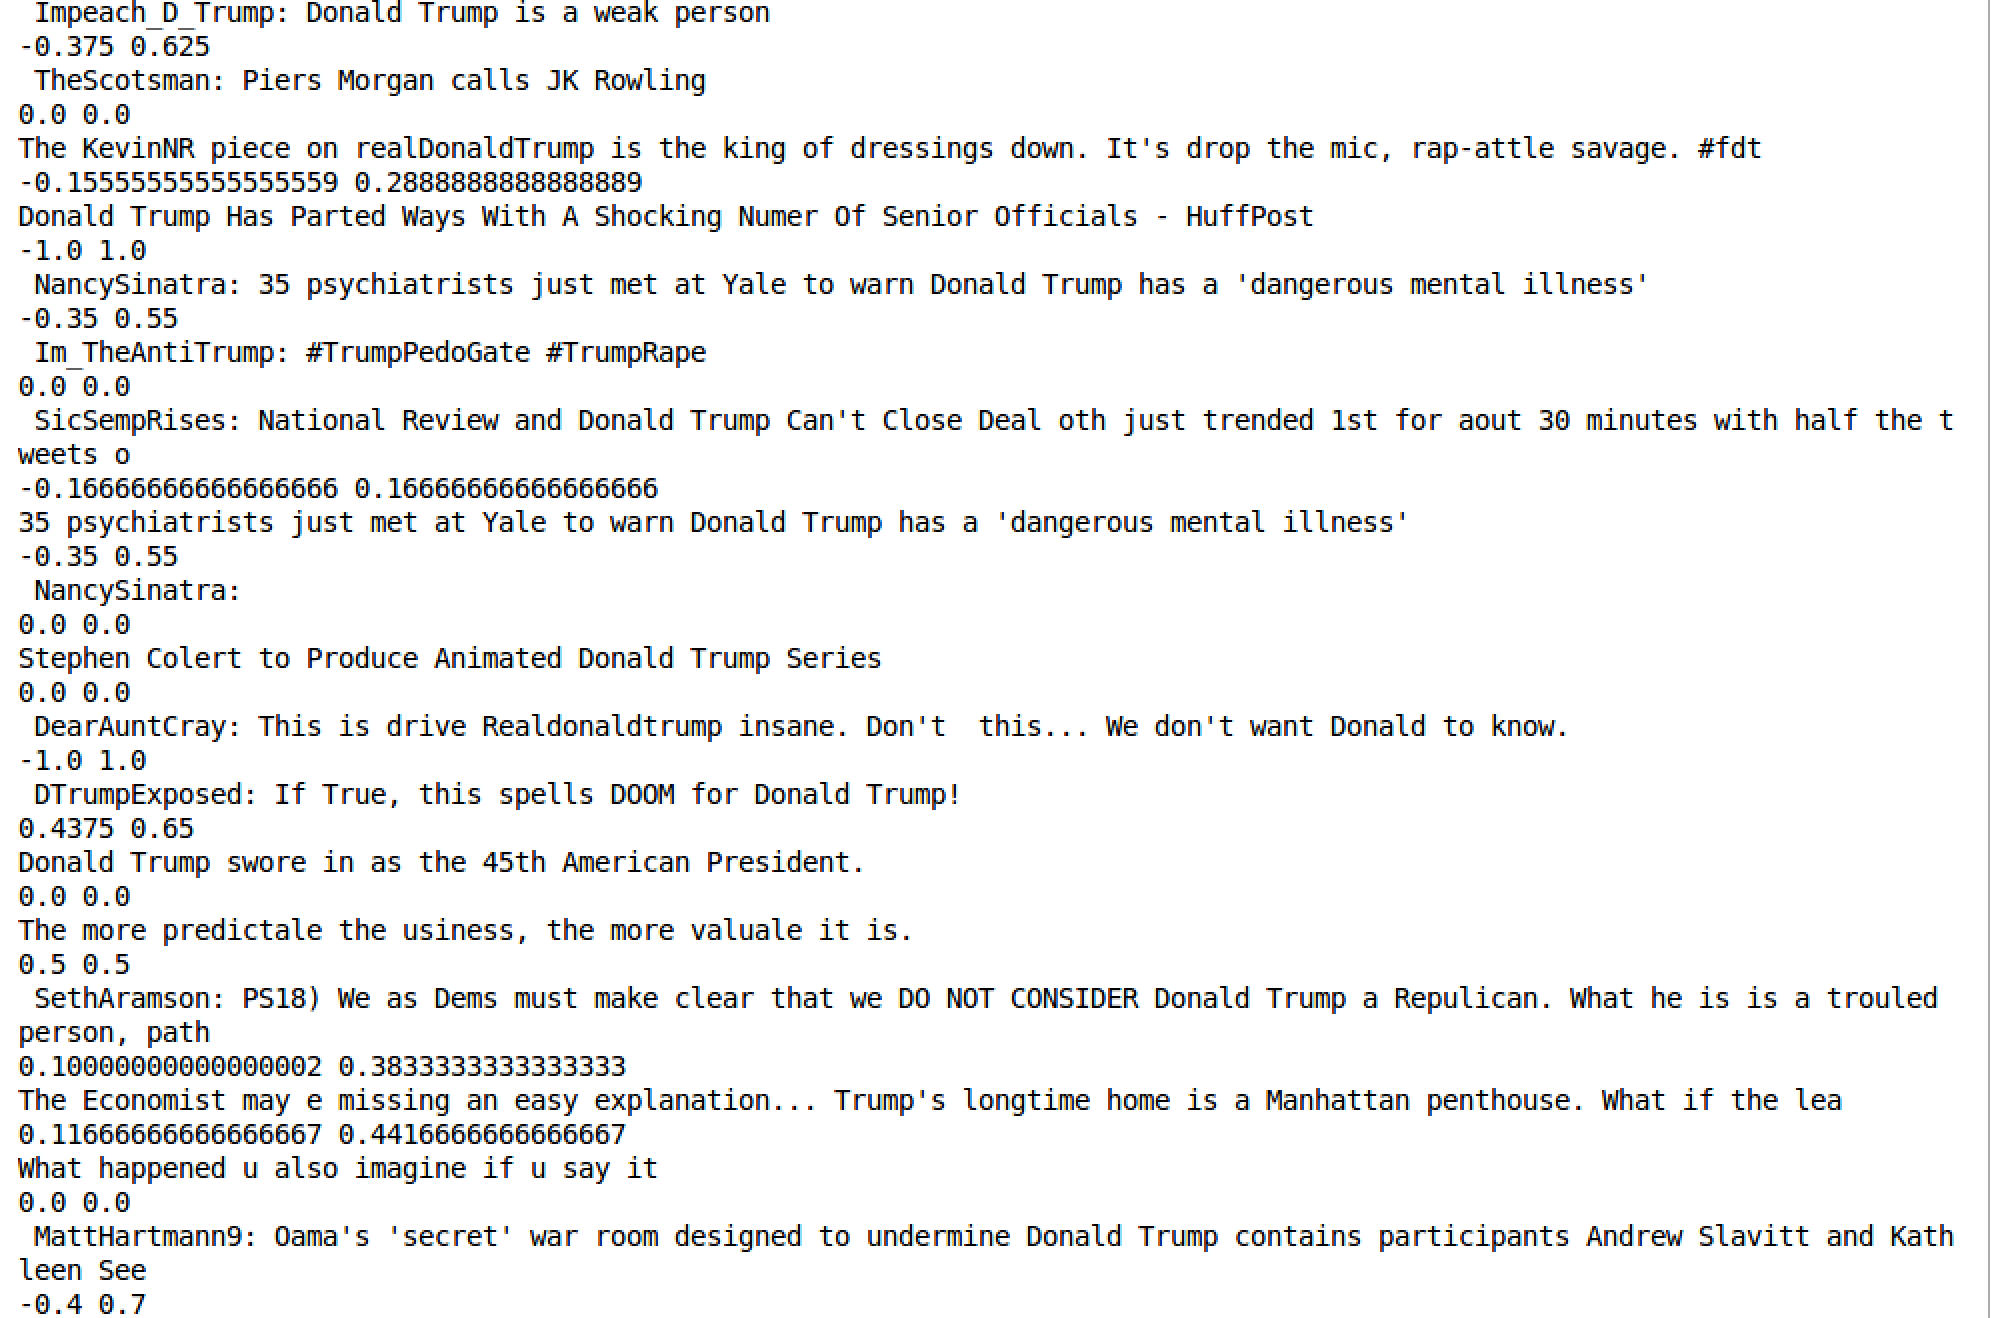 Impeach_D_Trump: Donald Trump is a weak person
-0.375 0.625
TheScotsman: Piers Morgan calls JK Rowling
0.0 0.0
The KevinNR piece on realDonaldTrump is the king of dressings down. It's drop the mic, rap-attle savage. #fdt
-0.15555555555555559 0.2888888888888889
Donald Trump Has Parted Ways With A Shocking Numer Of Senior Officials - HuffPost
-1.0 1.0
NancySinatra: 35 psychiatrists just met at Yale to warn Donald Trump has a 'dangerous mental illness'
-0.35 0.55
Im_TheAntiTrump: #TrumpPedoGate #TrumpRape
0.0 0.0
SicSempRises: National Review and Donald Trump Can't Close Deal oth just trended 1st for aout 30 minutes with half the t
weets o
-0.16666666666666666 0.16666666666666666
35 psychiatrists just met at Yale to warn Donald Trump has a 'dangerous mental illness'
-0.35 0.55
NancySinatra:
0.0 0.0
Stephen Colert to Produce Animated Donald Trump Series
0.0 0.0
DearAuntCray: This is drive Realdonaldtrump insane. Don't  this... We don't want Donald to know.
-1.0 1.0
DTrumpExposed: If True, this spells DOOM for Donald Trump!
0.4375 0.65
Donald Trump swore in as the 45th American President.
0.0 0.0
The more predictale the usiness, the more valuale it is.
0.5 0.5
SethAramson: PS18) We as Dems must make clear that we DO NOT CONSIDER Donald Trump a Repulican. What he is is a trouled
person, path
0.10000000000000002 0.3833333333333333
The Economist may e missing an easy explanation... Trump's longtime home is a Manhattan penthouse. What if the lea
0.11666666666666667 0.4416666666666667
What happened u also imagine if u say it
0.0 0.0
MattHartmann9: Oama's 'secret' war room designed to undermine Donald Trump contains participants Andrew Slavitt and Kath
leen See
-0.4 0.7